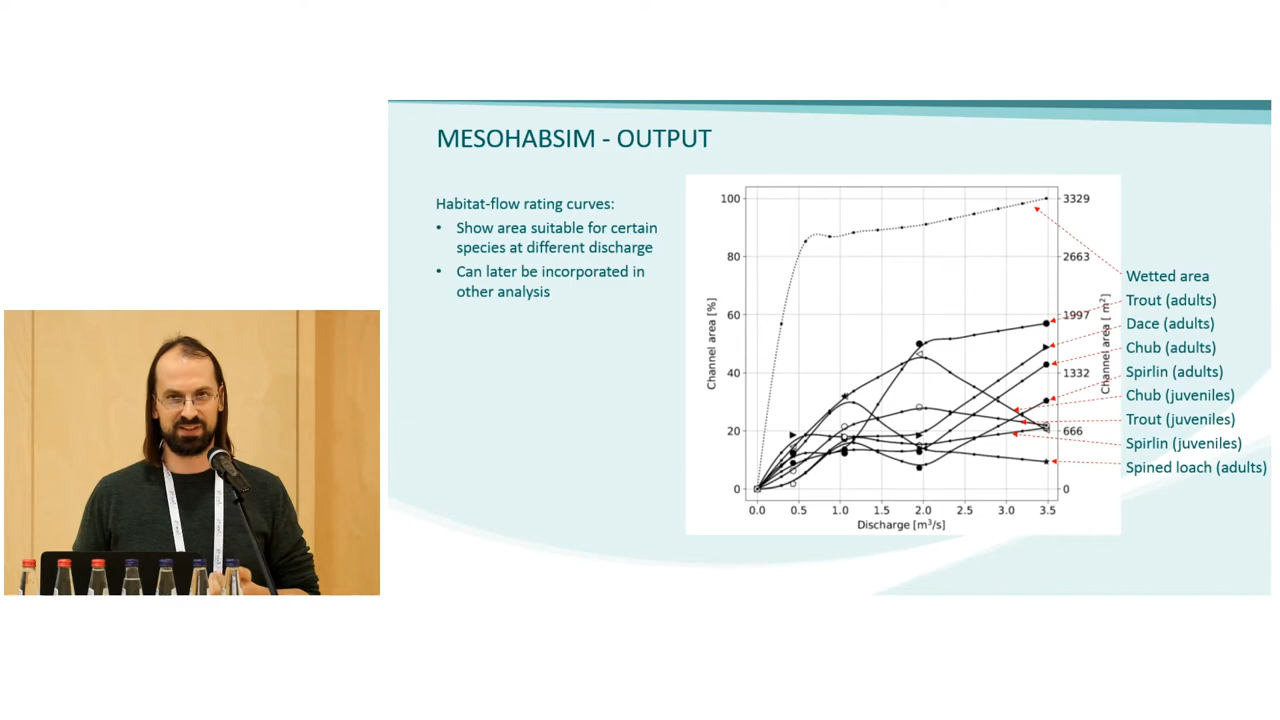 MESOHABSIM - OUTPUT
Habitat-flow rating curves:
• Show area suitable for certain
species at different discharge
• Can later be incorporated in
other analysis
100
80
60
40
20
0
Channel area [%]
0.0 0.5 1.0 1.5 2.0 2.5 3.0 3.5
Discharge [m³/s]
3329
2663
1997
1332
666
0
Channel area [ m²]
Wetted area
Trout (adults)
Dace (adults)
Chub (adults)
Spirlin (adults)
Chub (juveniles)
Trout (juveniles)
Spirlin (juveniles)
Spined loach (adults)